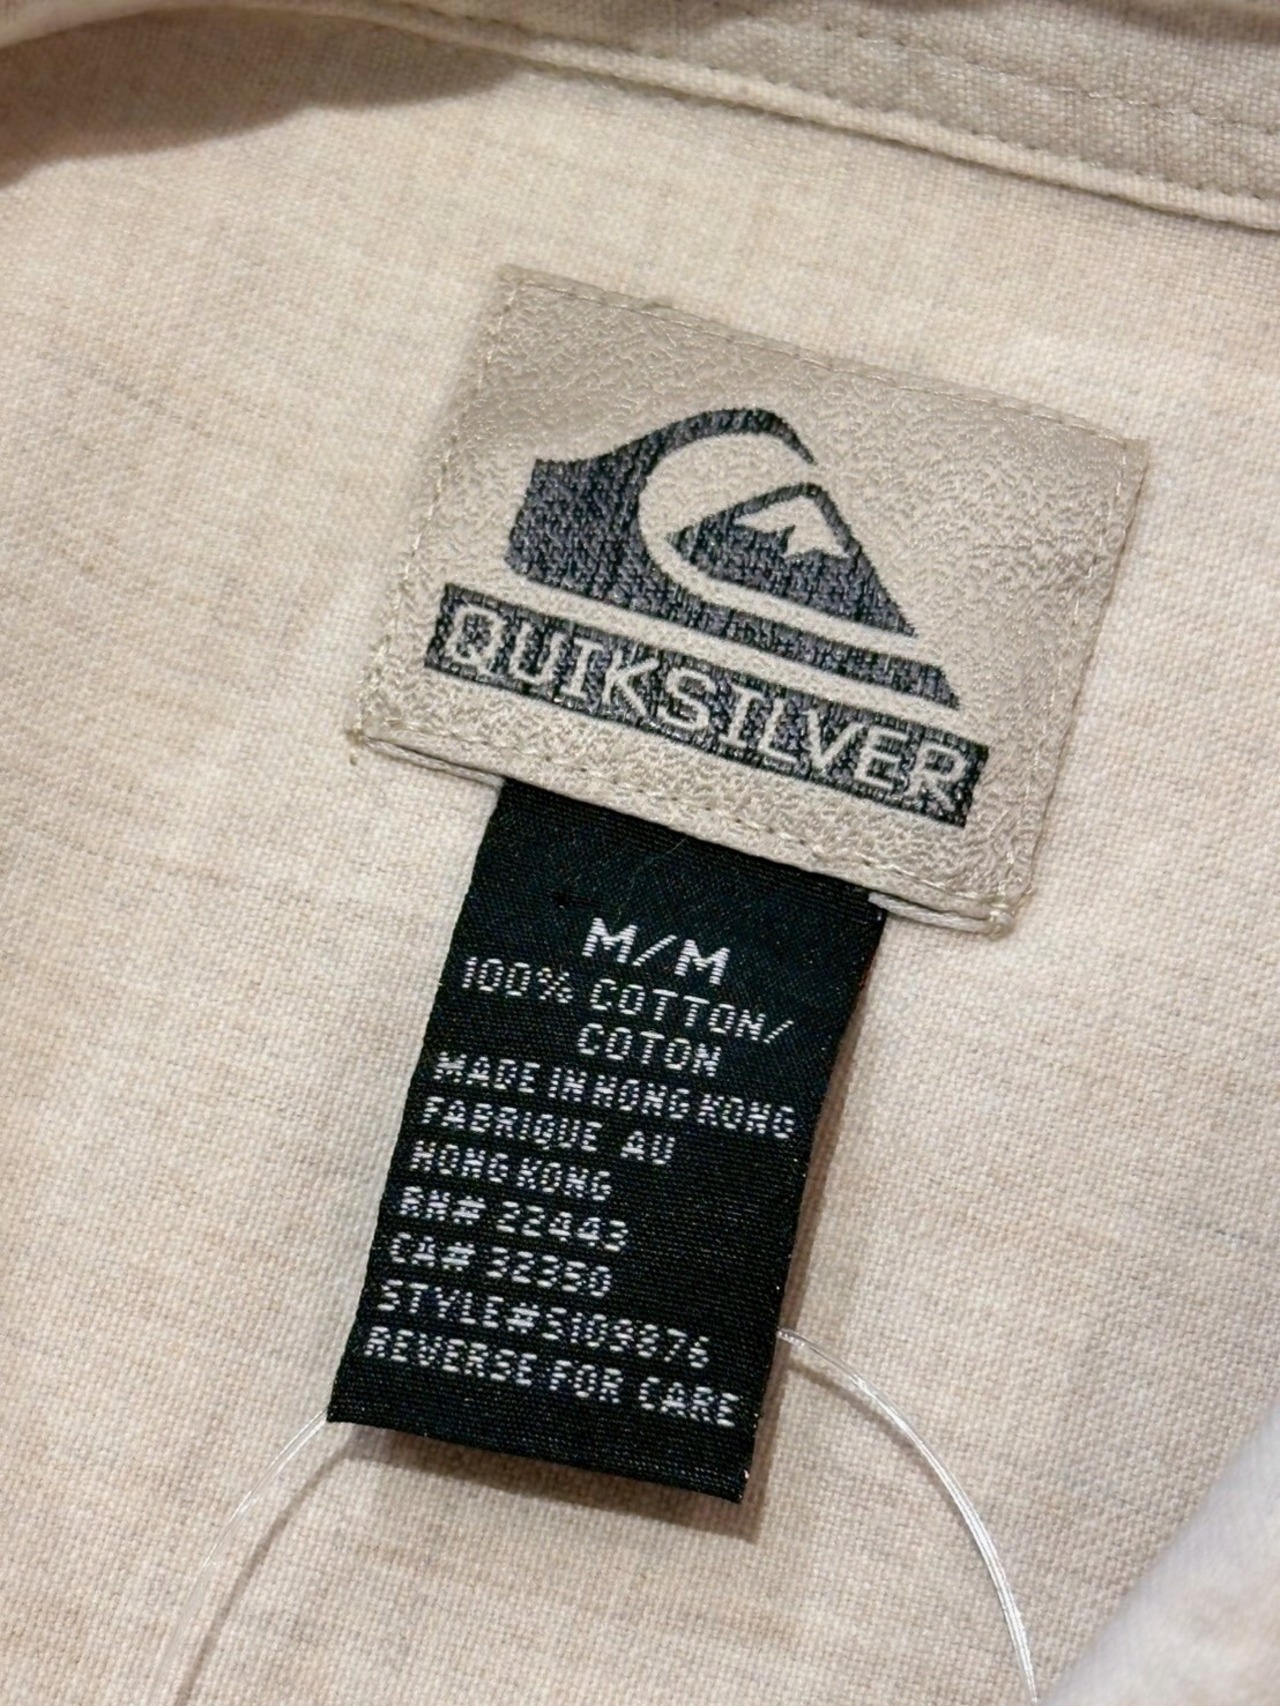 QUIKSILVER
M/M
100% COTTON/
COTON
MADE IN HONG KONG
FABRIQUE AU
HONG KONG
RN# 22443
CA# 32350
STYLE#S109876
REVERSE FOR CARE